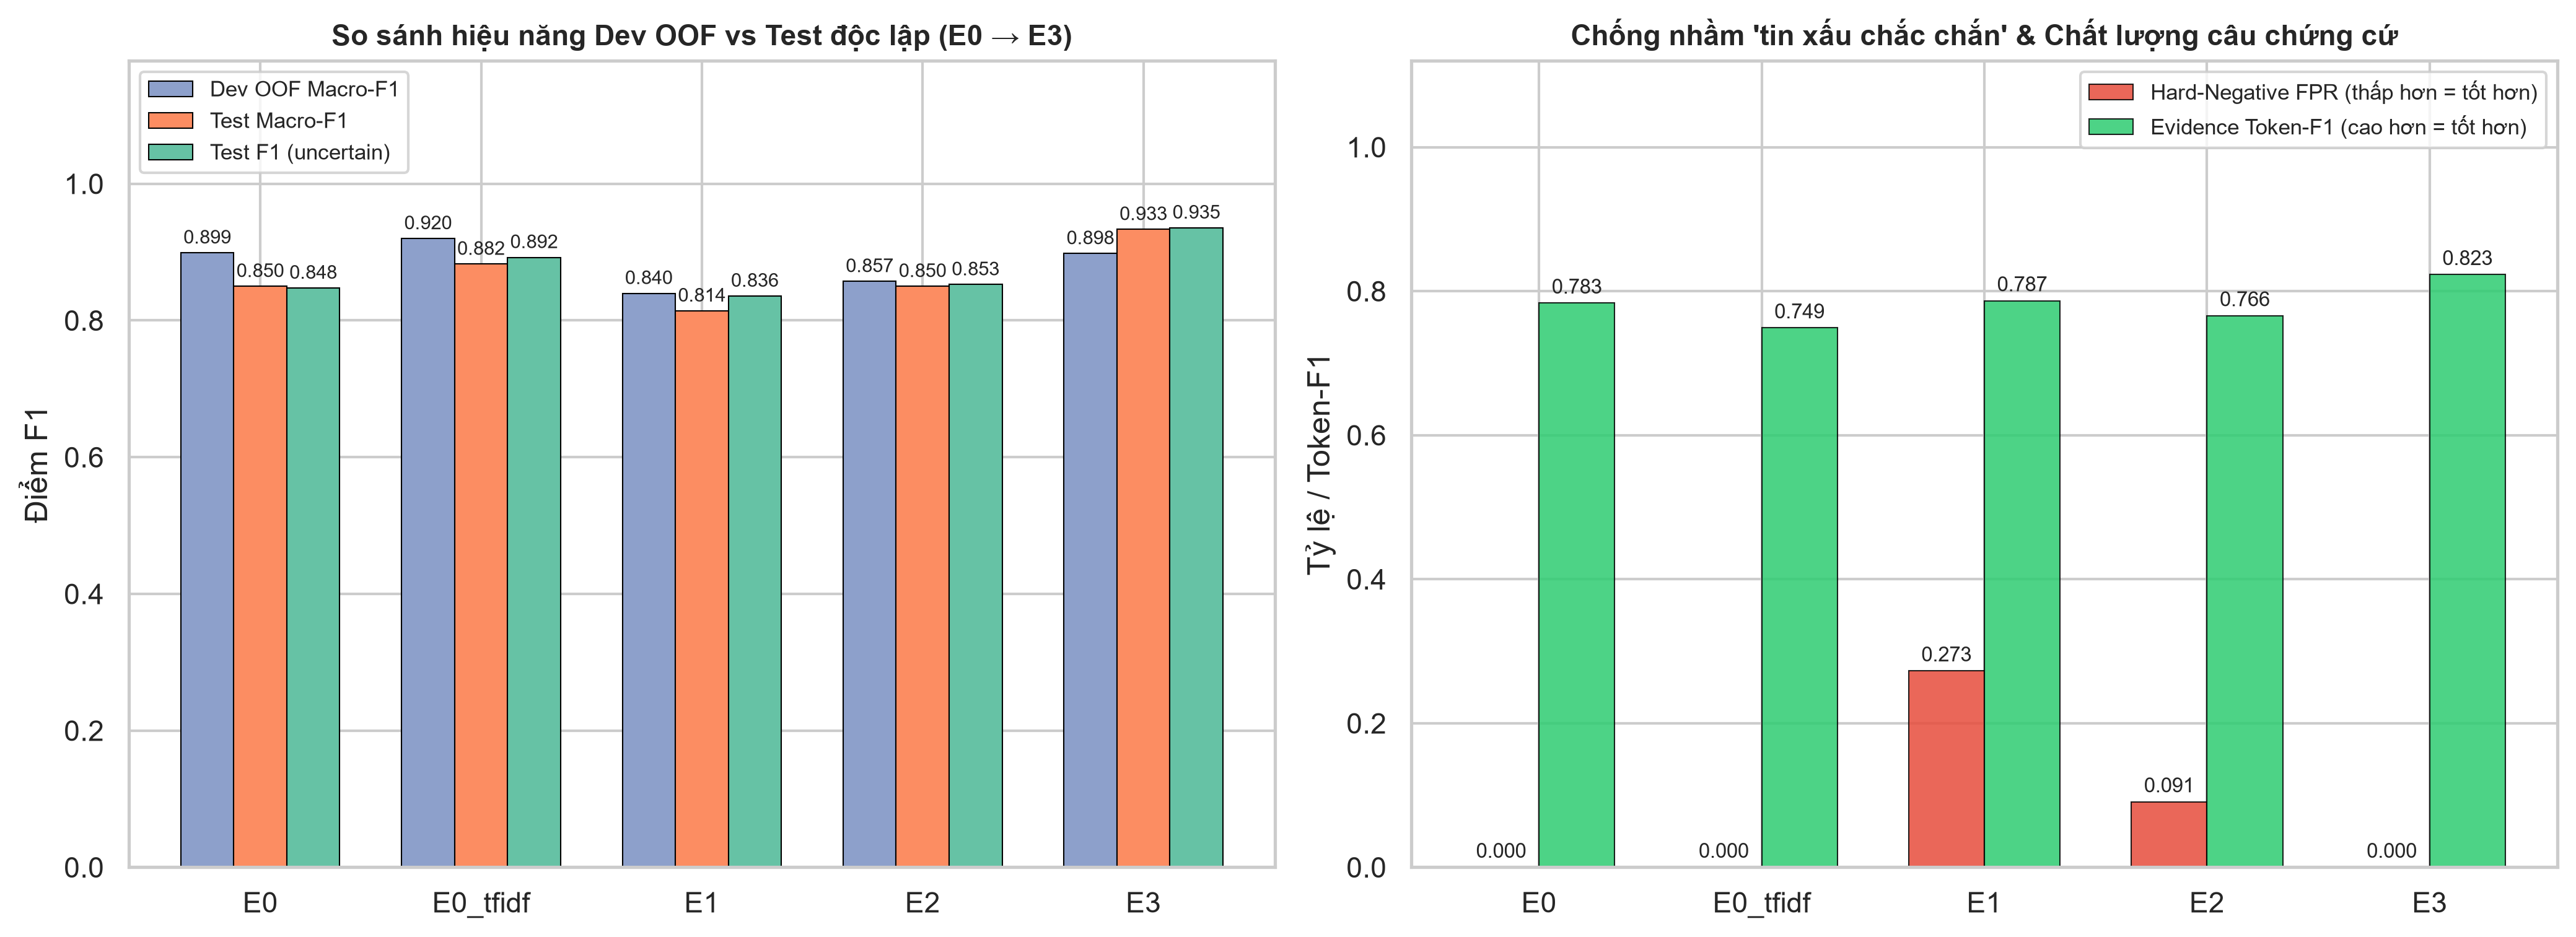 So sánh hiệu năng Dev OOF vs Test độc lập (E0 → E3)
Dev OOF Macro-F1
Test Macro-F1
Test F1 (uncertain)
Điểm F1
1.0
0.8
0.6
0.4
0.2
0.0
0.899
0.850
0.848
0.920
0.882
0.892
0.840
0.814
0.836
0.857
0.850
0.853
0.898
0.933
0.935
E0
E0_tfidf
E1
E2
E3
Chống nhầm 'tin xấu chắc chắn' & Chất lượng câu chứng cứ
Hard-Negative FPR (thấp hơn = tốt hơn)
Evidence Token-F1 (cao hơn = tốt hơn)
Tỷ lệ / Token-F1
1.0
0.8
0.6
0.4
0.2
0.0
0.000
0.783
0.000
0.749
0.273
0.787
0.091
0.766
0.000
0.823
E0
E0_tfidf
E1
E2
E3